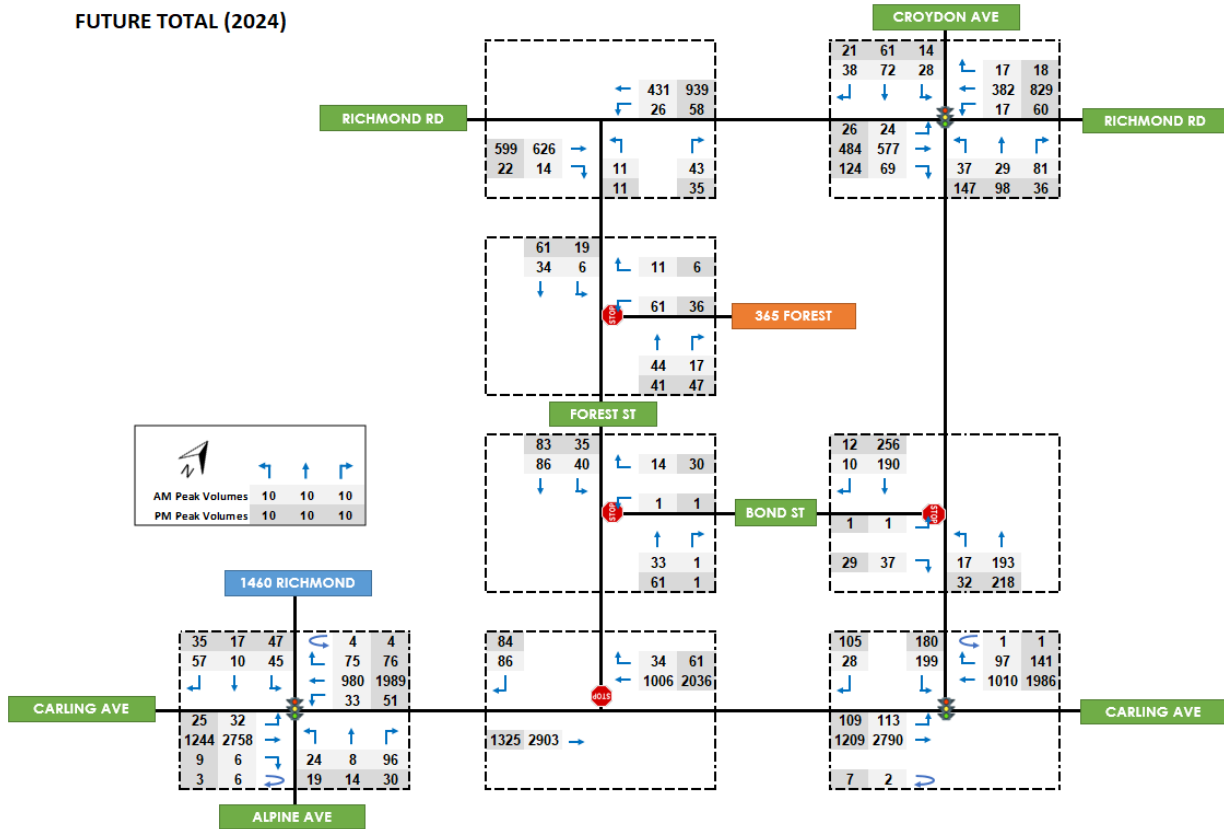 FUTURE TOTAL (2024)
CROYDON AVE
21 61 14
38 72 28
17 18
382 829
17 60
431 939
26 58
RICHMOND RD
RICHMOND RD
599 626
22 14
11 43
11 35
26 24
484 577
124 69
37 29 81
147 98 36
61 19
34 6
11 6
61 36
STOP
365 FOREST
44 17
41 47
FOREST ST
N
AM Peak Volumes 10 10 10
PM Peak Volumes 10 10 10
83 35
86 40
14 30
1 1
STOP
BOND ST
33 1
61 1
12 256
10 190
STOP
1 1
29 37
17 193
32 218
1460 RICHMOND
35 17 47
57 10 45
4 4
75 76
980 1989
33 51
CARLING AVE
25 32
1244 2758
9 6
3 6
24 8 96
19 14 30
ALPINE AVE
84
86
34 61
1006 2036
STOP
1325 2903
105 180
28 199
1 1
97 141
1010 1986
CARLING AVE
109 113
1209 2790
7 2